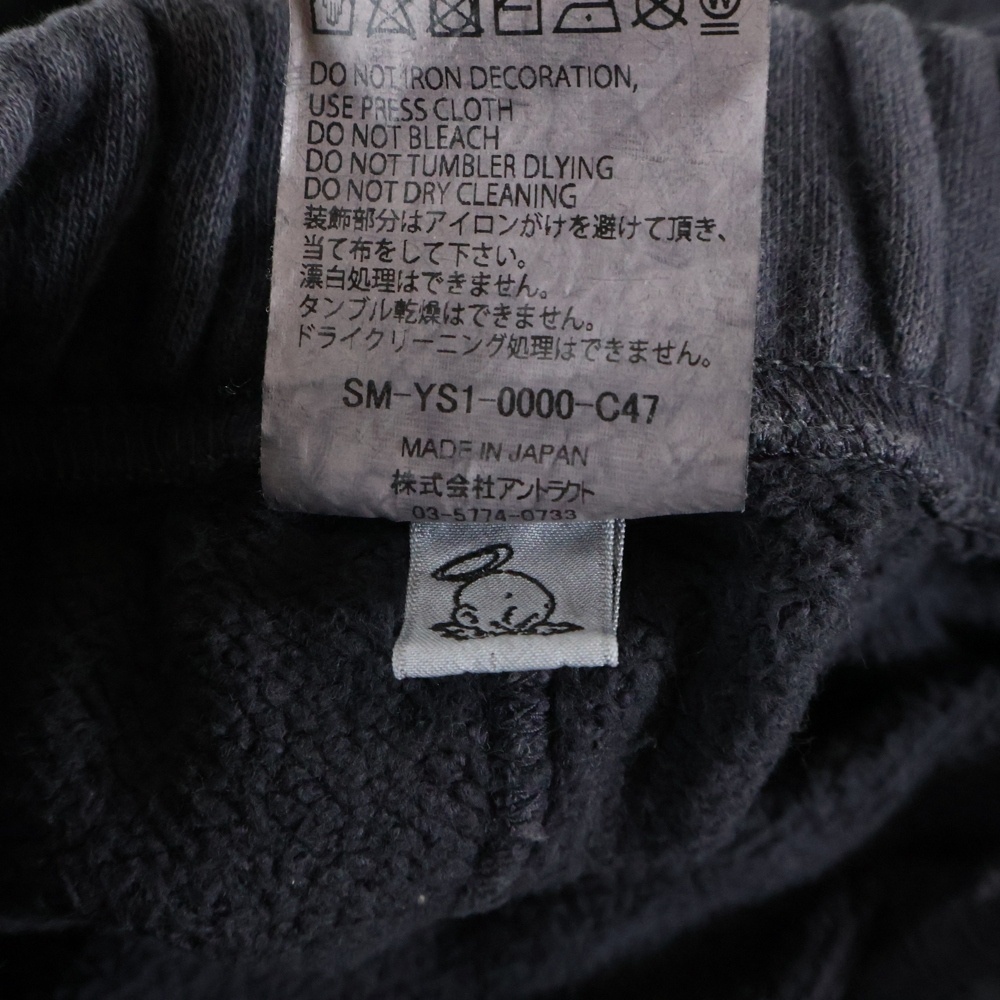 DO NOT IRON DECORATION,
USE PRESS CLOTH
DO NOT BLEACH
DO NOT TUMBLER DLYING
DO NOT DRY CLEANING
装飾部分はアイロンがけを避けて頂き、
当て布をして下さい。
漂白処理はできません。
タンブル乾燥はできません。
ドライクリーニング処理はできません。
SM-YS1-0000-C47
MADE IN JAPAN
株式会社アントラクト
03-5774-0733